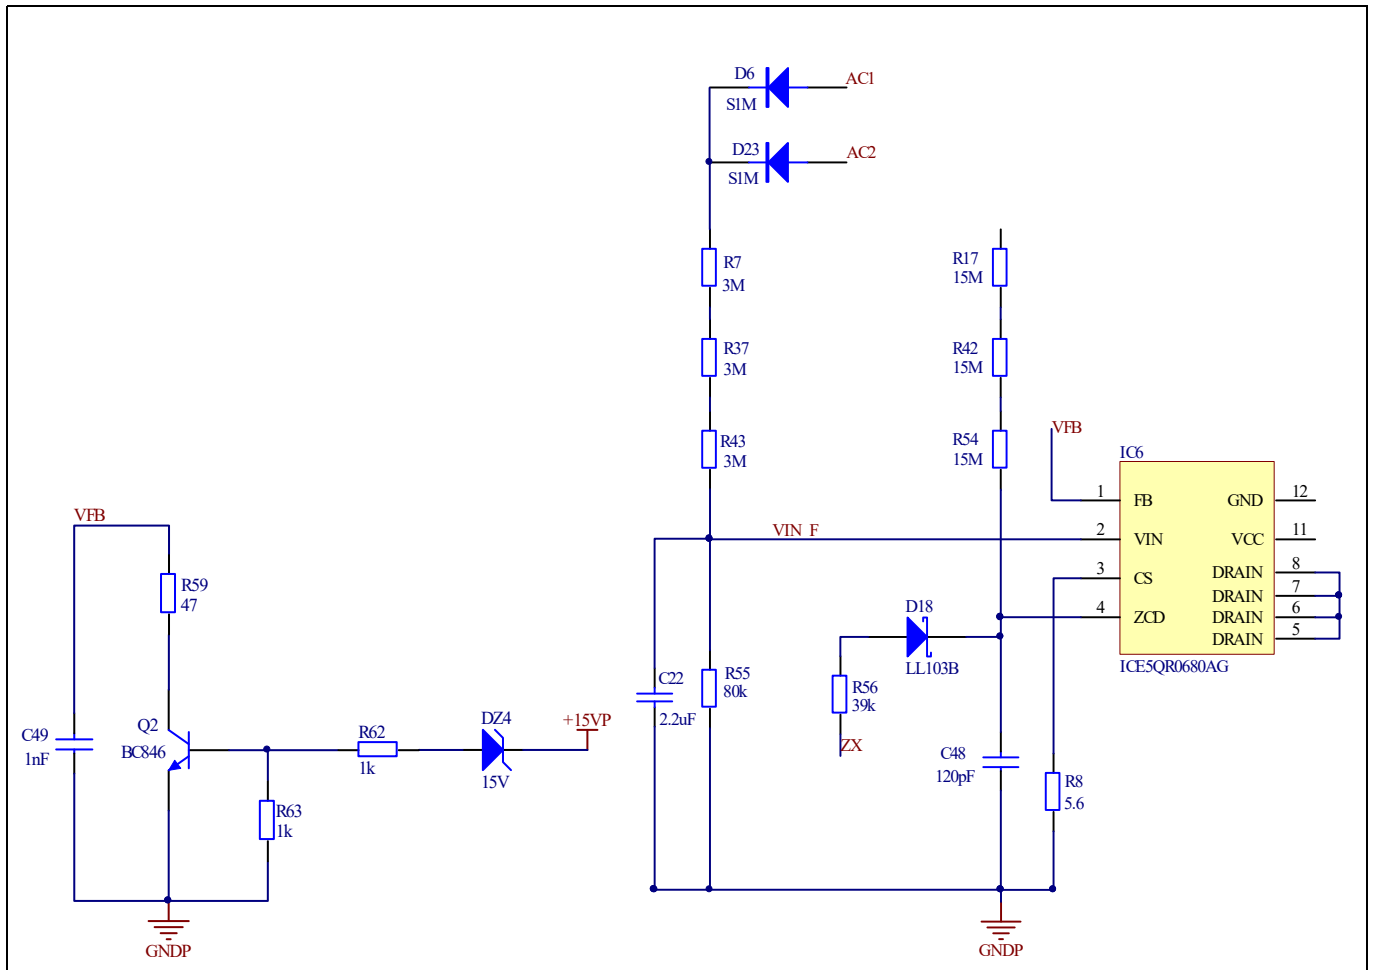 D6
AC1
S1M
D23
AC2
S1M
R7
3M
R17
15M
R37
3M
R42
15M
R43
3M
R54
15M
VFB
IC6
1
FB
GND
12
2
VIN
VCC
11
3
CS
DRAIN
8
DRAIN
7
4
ZCD
DRAIN
6
DRAIN
5
ICE5QR0680AG
VIN_F
VFB
R59
47
D18
LL103B
C22
2.2uF
R55
80k
R56
39k
ZX
C49
1nF
Q2
BC846
R62
1k
DZ4
15V
+15VP
C48
120pF
R8
5.6
R63
1k
GNDP
GNDP